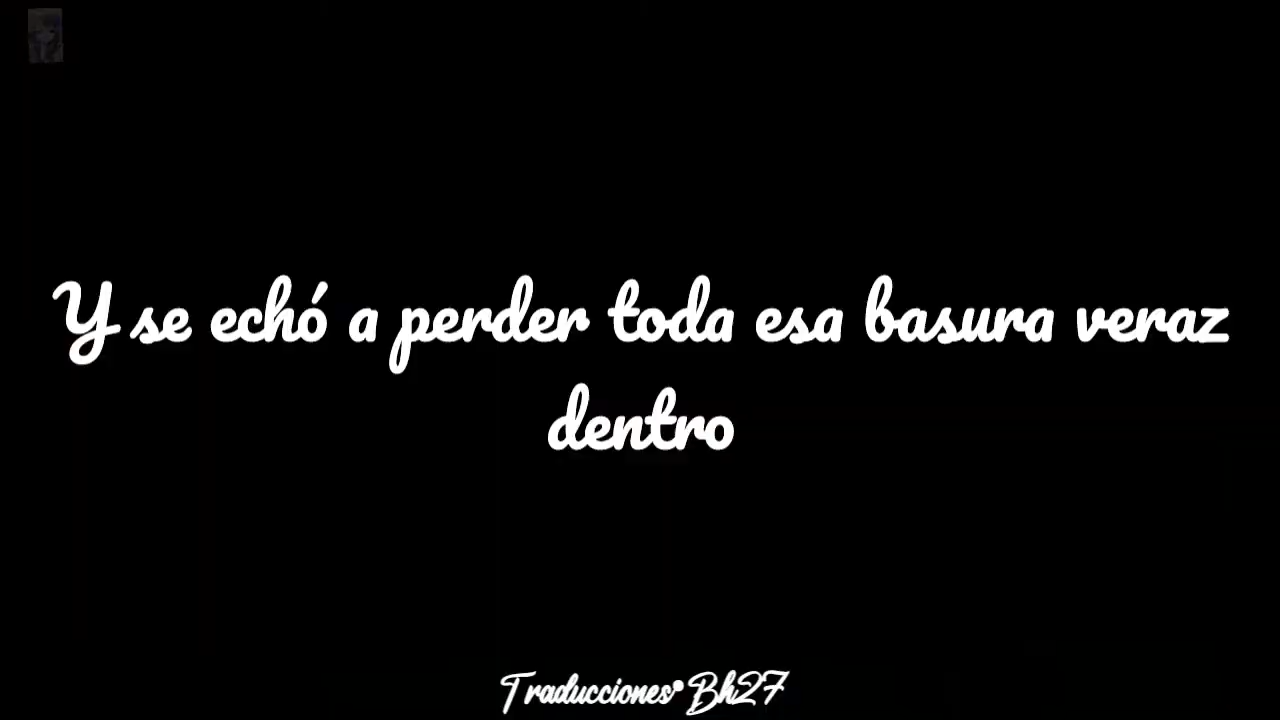 Y se echó a perder toda esa basura veraz
dentro
Traducciones•Bh27